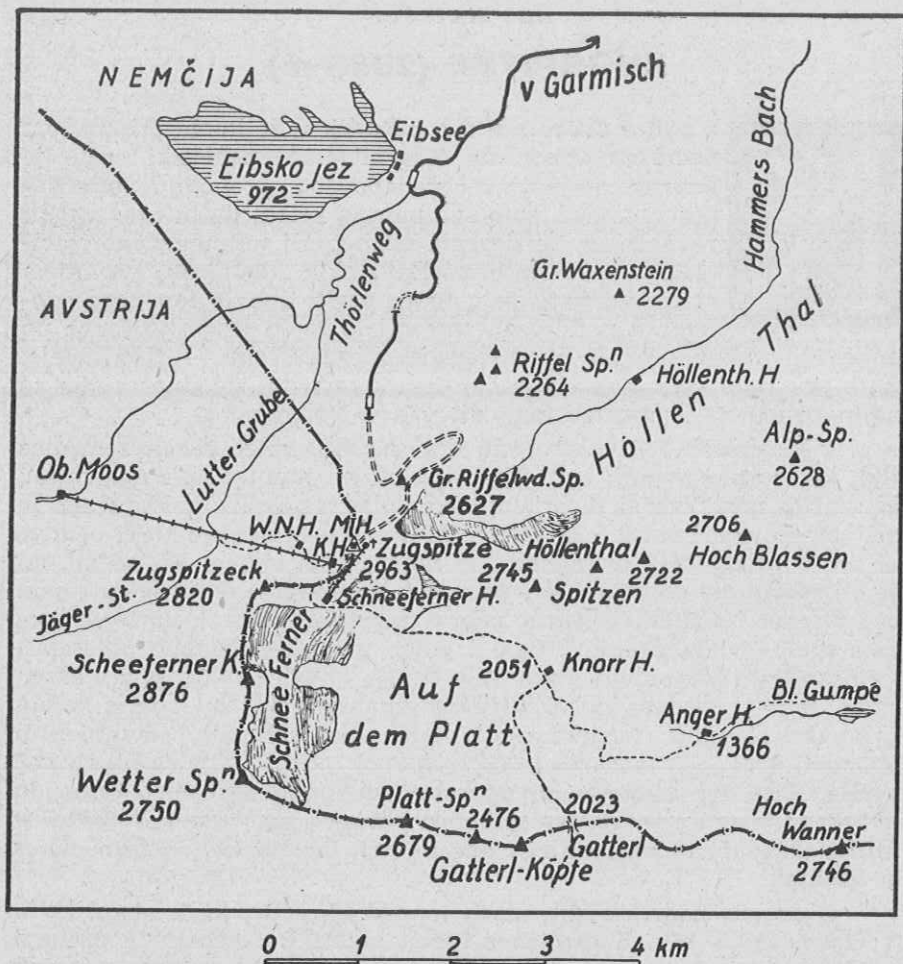 NEMČIJA
v Garmisch
Eibsee
Eibsko jez
972
Hammers Bach
Thörlenweg
Gr. Waxenstein
2279
AVSTRIJA
Riffel Sp.n
2264
Höllenth. H
Höllen Thal
Alp-Sp.
2628
Lutter-Grube
Ob. Moos
Gr. Riffelwd. Sp.
2627
2706
Hoch Blassen
W.N.H.
M.H.
K.H.
Zugspitze
2963
Höllenthal
2745
2722
Spitzen
Zugspitzeck
2820
Schneeferner H.
Jäger-St.
Scheeferner K.
2876
Schnee Ferner
2051
Knorr H.
Auf
dem Platt
Bl. Gumpe
Anger H.
1366
Wetter Sp.n
2750
Platt-Sp.n
2679
2476
2023
Gatterl
Gatterl-Köpfe
Hoch
Wanner
2746
0 1 2 3 4 km